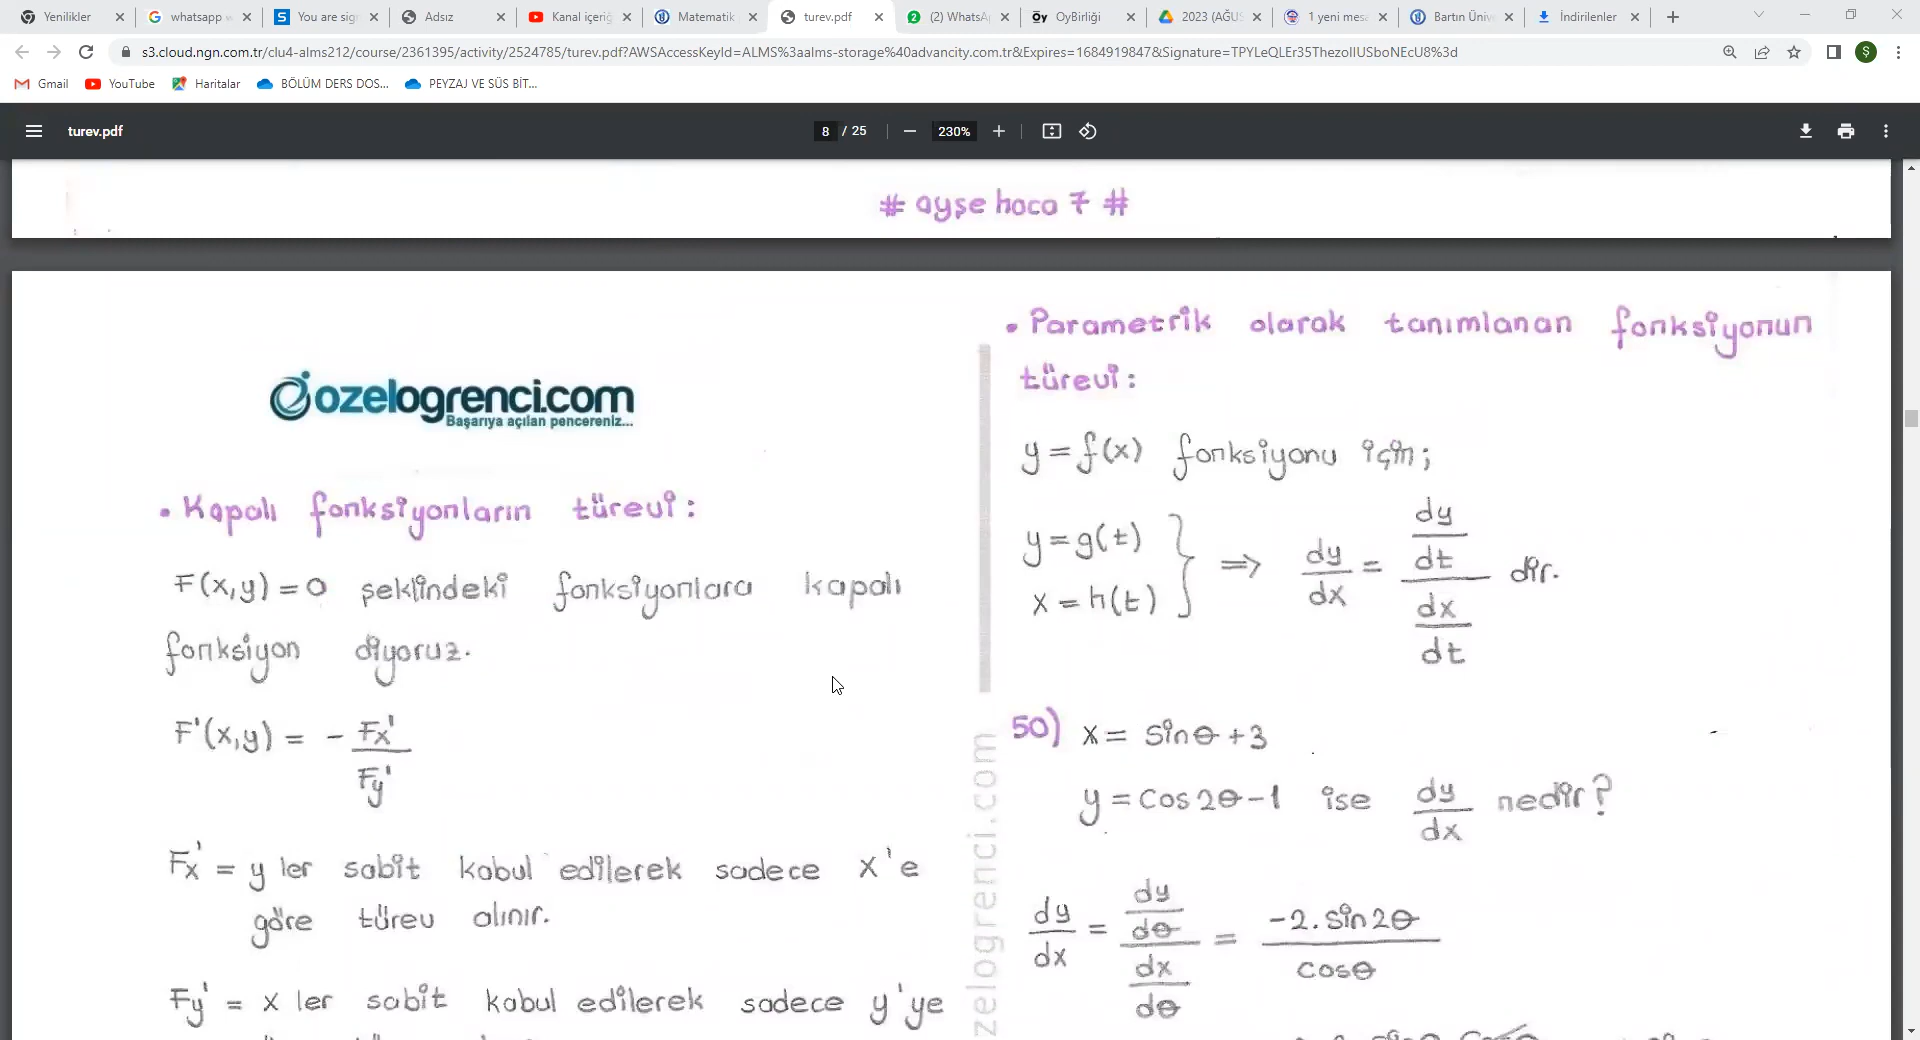 Yenilikler
whatsapp w
You are sig
Adsız
Kanal içeriğ
Matematik
turev.pdf
(2) WhatsA
OyBirliği
2023 (AĞUS
1 yeni mesa
Bartın Üniv
İndirilenler
s3.cloud.ngn.com.tr/clu4-alms212/course/2361395/activity/2524785/turev.pdf?AWSAccessKeyId=ALMS%3aalms-storage%40advancity.com.tr&Expires=1684919847&Signature=TPYLeQLEr35ThezolIUSboNEcU8%3d
Gmail
YouTube
Haritalar
BÖLÜM DERS DOS...
PEYZAJ VE SÜS BİT...
turev.pdf
8 / 25
230%
# ayşe hoca 7 #
ozelogrenci.com
Başarıya açılan pencereniz...
• Kapalı fonksiyonların türevi:
F(x,y) = 0 şeklindeki fonksiyonlara kapalı
fonksiyon diyoruz.
F'(x,y) = - Fx' / Fy'
Fx' = y ler sabit kabul edilerek sadece x'e
göre türev alınır.
Fy' = x ler sabit kabul edilerek sadece y'ye
• Parametrik olarak tanımlanan fonksiyonun
türevi:
y = f(x) fonksiyonu için;
y = g(t)
x = h(t) } ⇒ dy/dx = (dy/dt)/(dx/dt) dir.
50) x = sinθ + 3
y = cos2θ - 1 ise dy/dx nedir?
dy/dx = (dy/dθ)/(dx/dθ) = -2.sin2θ / cosθ
zelogrenci.com